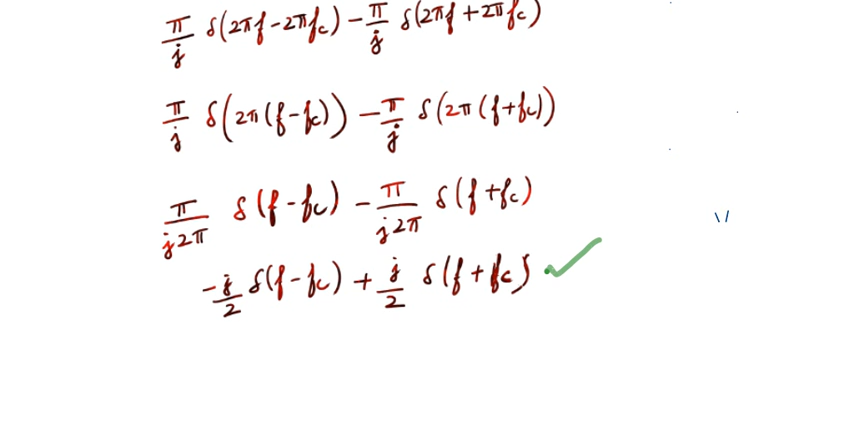 π/j δ(2πf-2πfc) - π/j δ(2πf+2πfc)
π/j δ(2π(f-fc)) - π/j δ(2π(f+fc))
π/j2π δ(f-fc) - π/j2π δ(f+fc)
-j/2 δ(f-fc) + j/2 δ(f+fc)